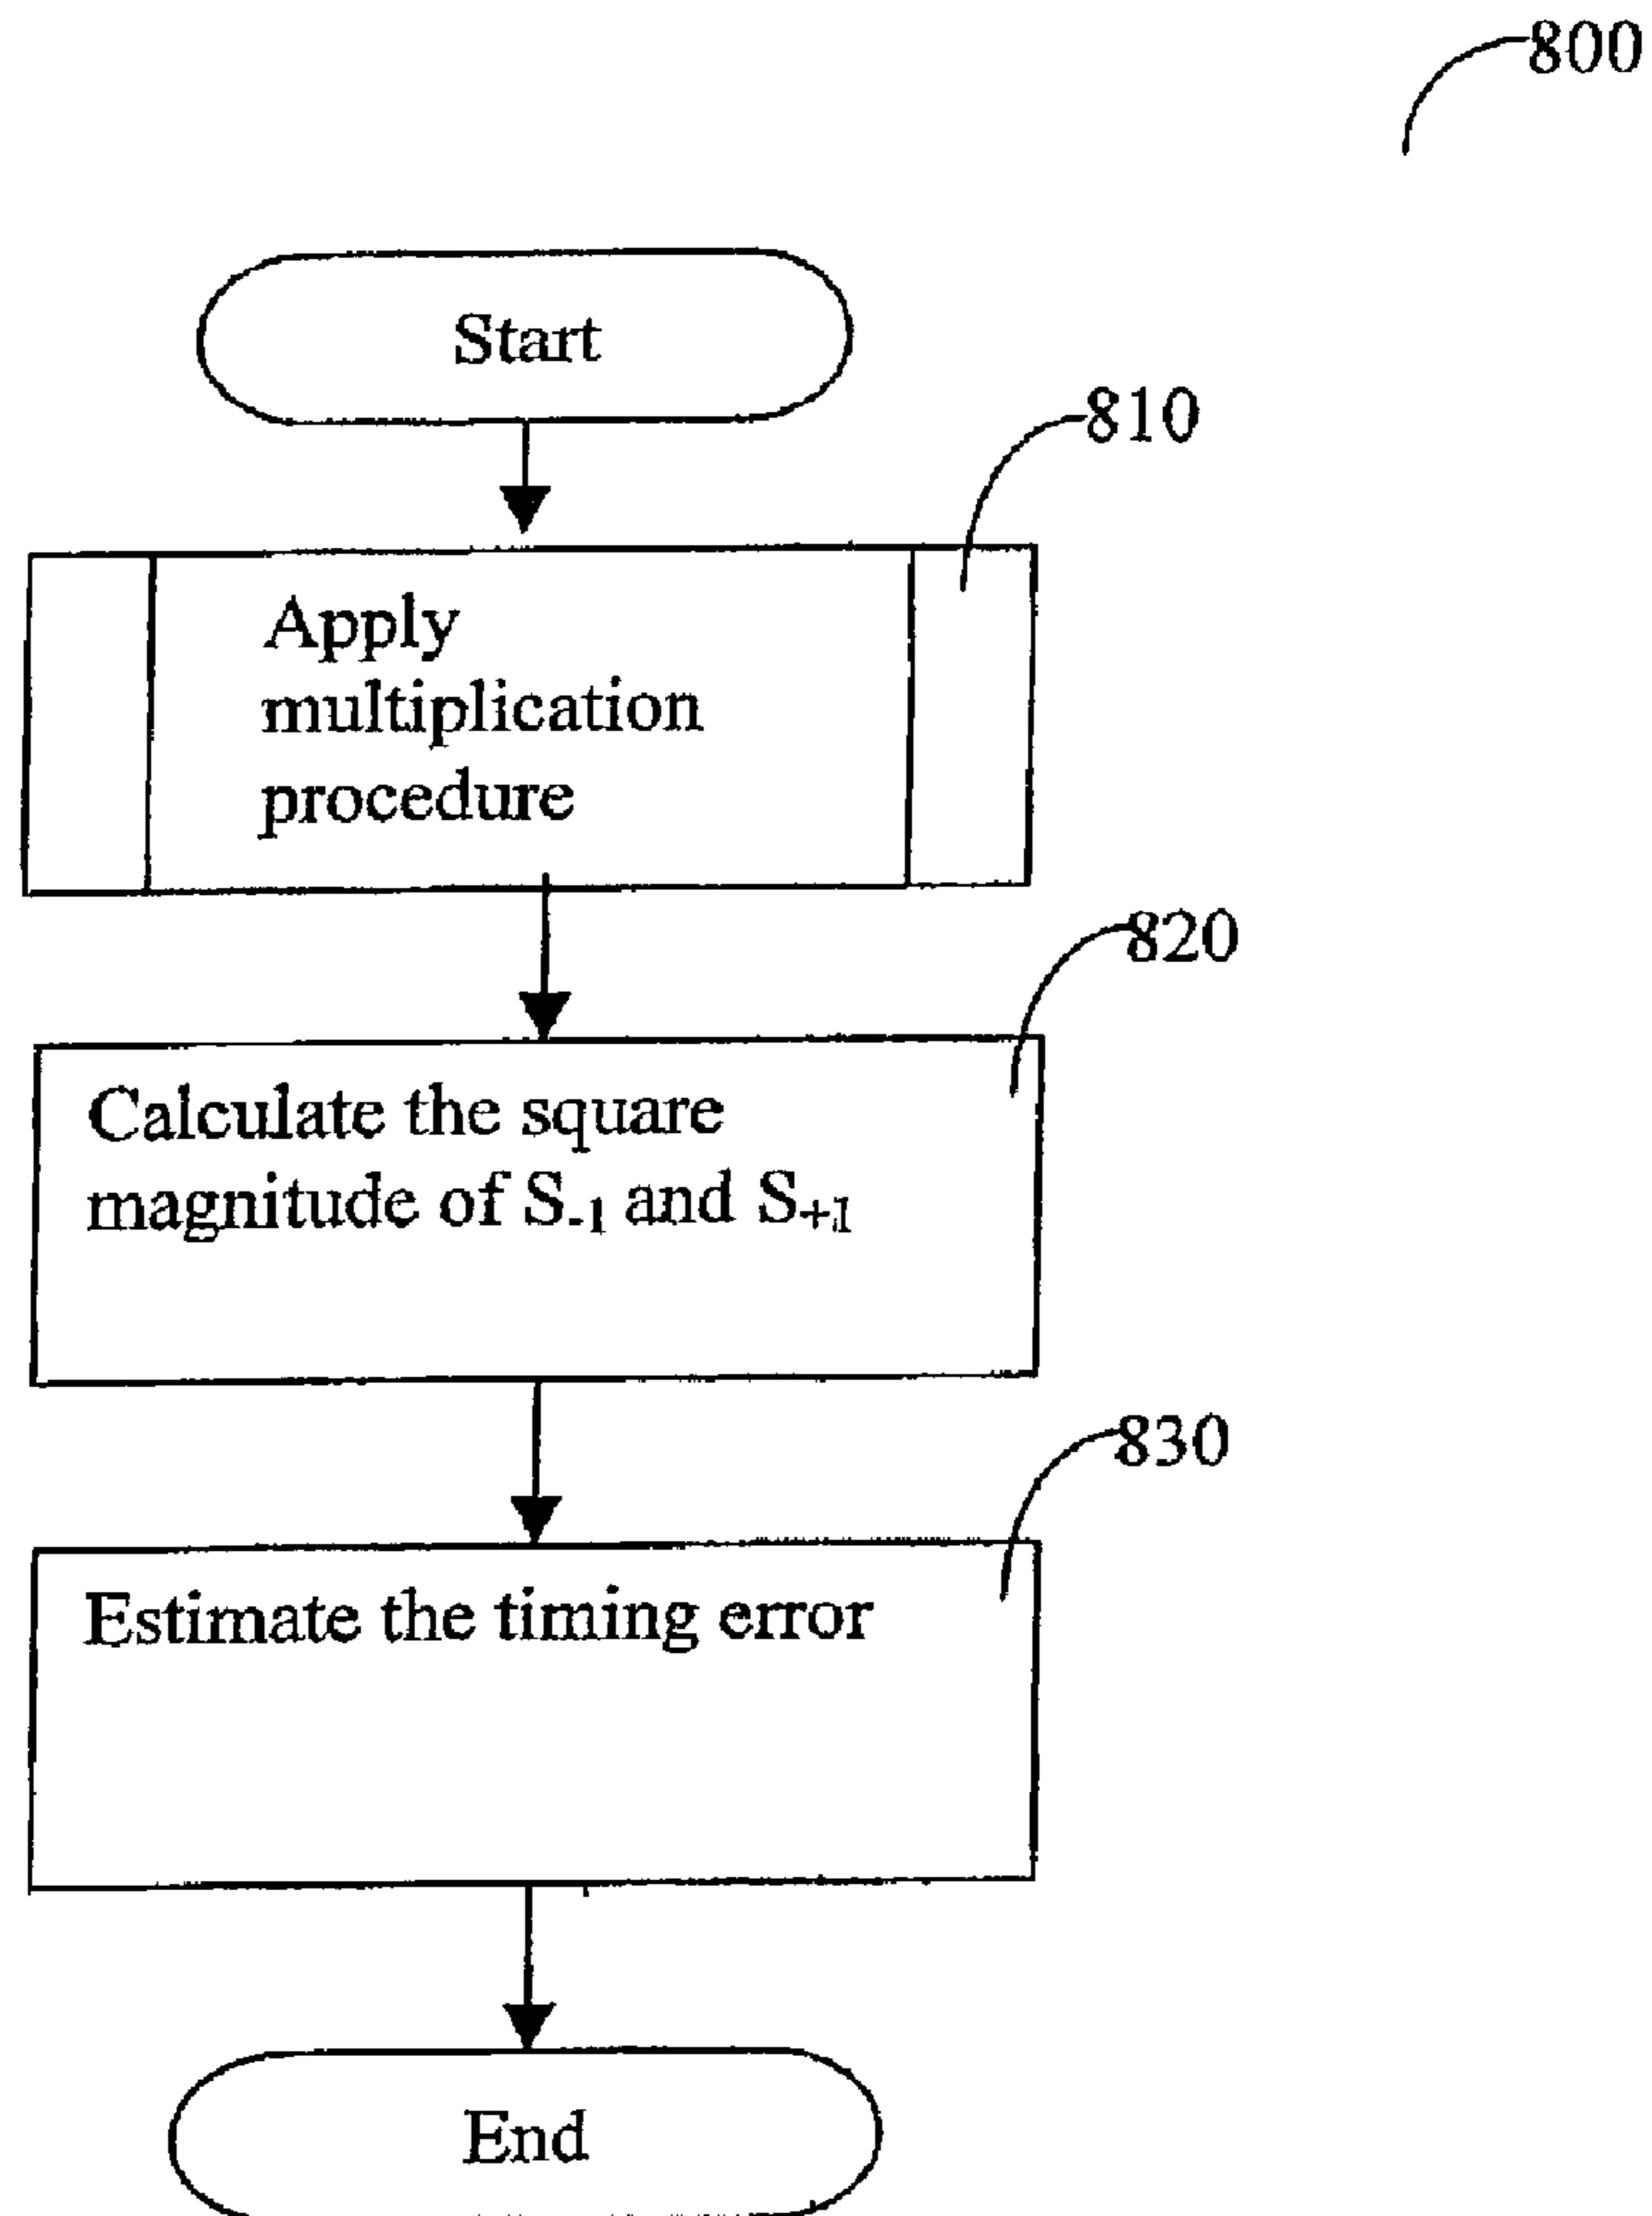 800
Start
810
Apply
multiplication
procedure
820
Calculate the square
magnitude of S-1 and S+1
830
Estimate the timing error
End